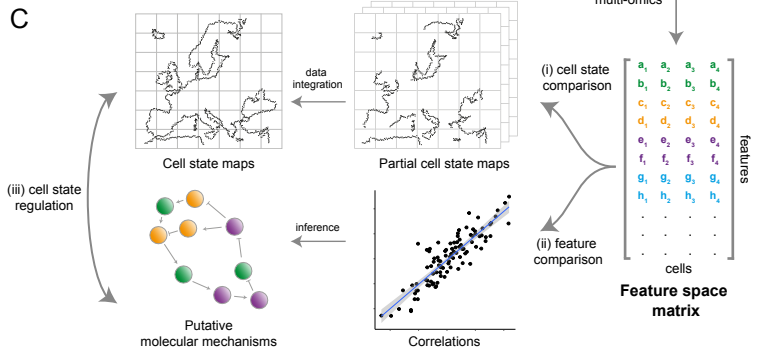 C
multi-omics
data
integration
Cell state maps
Partial cell state maps
(i) cell state
comparison
a1 a2 a3 a4
b1 b2 b3 b4
c1 c2 c3 c4
d1 d2 d3 d4
e1 e2 e3 e4
f1 f2 f3 f4
g1 g2 g3 g4
h1 h2 h3 h4
. . . .
. . . .
. . . .
features
cells
Feature space
matrix
(iii) cell state
regulation
inference
(ii) feature
comparison
Putative
molecular mechanisms
Correlations